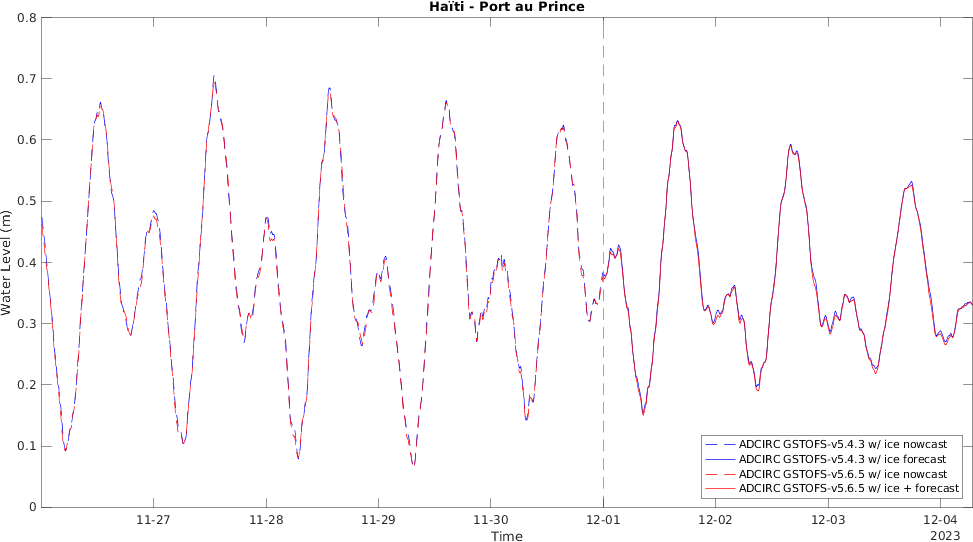 Haïti - Port au Prince
Water Level (m)
0.8
0.7
0.6
0.5
0.4
0.3
0.2
0.1
0
11-27
11-28
11-29
11-30
12-01
12-02
12-03
12-04
2023
Time
ADCIRC GSTOFS-v5.4.3 w/ ice nowcast
ADCIRC GSTOFS-v5.4.3 w/ ice forecast
ADCIRC GSTOFS-v5.6.5 w/ ice nowcast
ADCIRC GSTOFS-v5.6.5 w/ ice + forecast